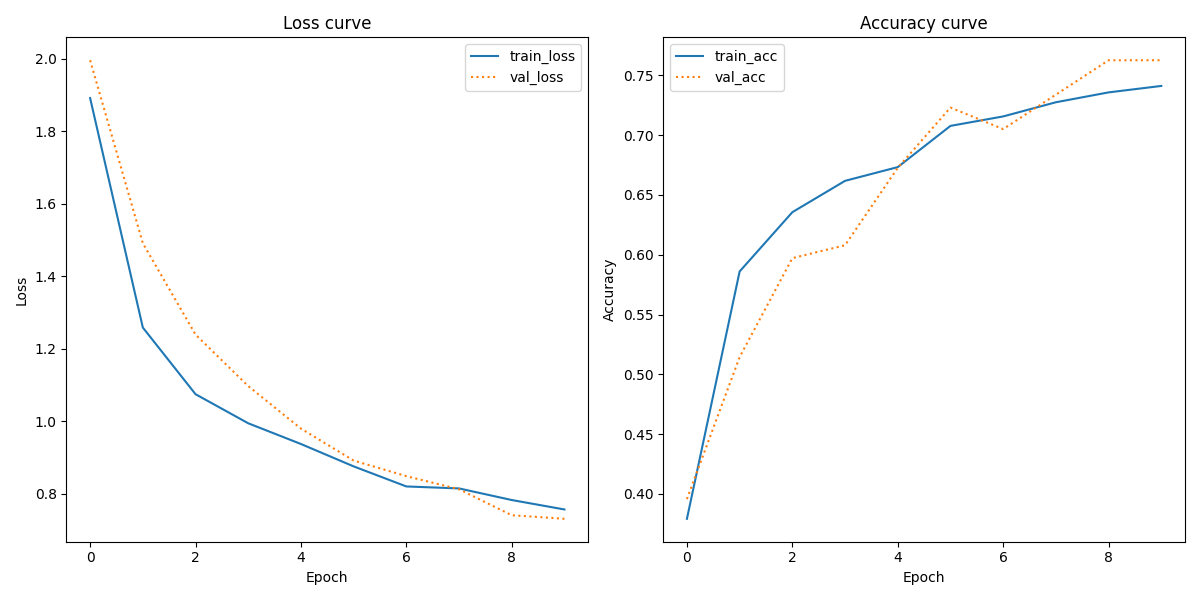 Loss curve
train_loss
val_loss
2.0
1.8
1.6
1.4
1.2
1.0
0.8
Loss
0
2
4
6
8
Epoch
Accuracy curve
train_acc
val_acc
0.75
0.70
0.65
0.60
0.55
0.50
0.45
0.40
Accuracy
0
2
4
6
8
Epoch